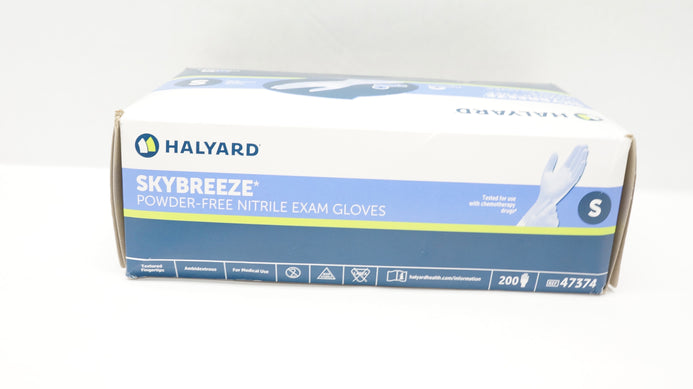 HALYARD
S
HALYARD
SKYBREEZE*
POWDER-FREE NITRILE EXAM GLOVES
Tested for use
with chemotherapy
drugs†
S
Textured
Fingertips
Ambidextrous
For Medical Use
halyardhealth.com/information
200
REF 47374